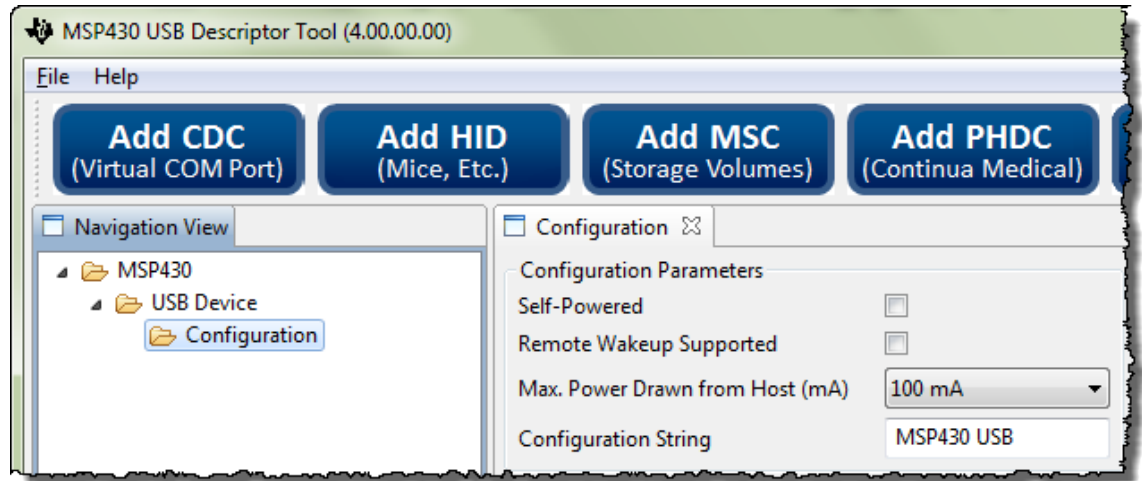 MSP430 USB Descriptor Tool (4.00.00.00)
File Help
Add CDC Add HID Add MSC Add PHDC
(Virtual COM Port) (Mice, Etc.) (Storage Volumes) (Continua Medical)
Navigation View
MSP430
USB Device
Configuration
Configuration
Configuration Parameters
Self-Powered
Remote Wakeup Supported
Max. Power Drawn from Host (mA) 100 mA
Configuration String MSP430 USB